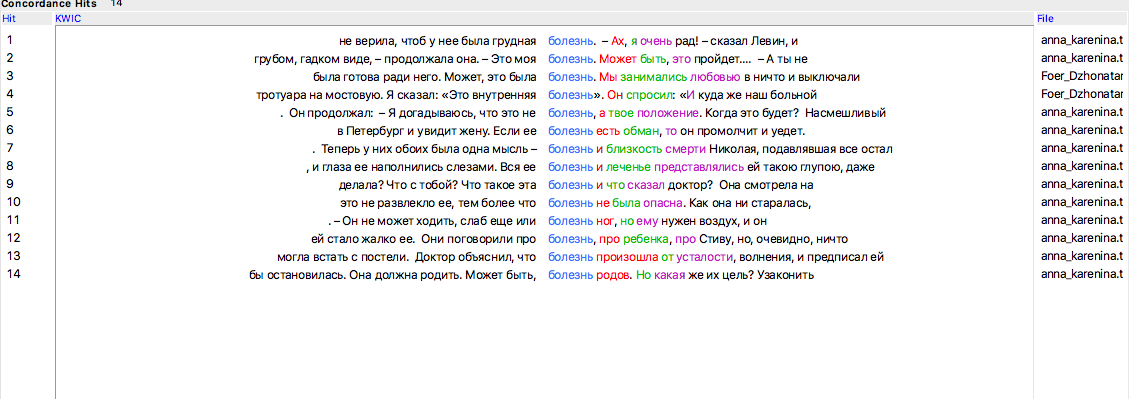 Concordance Hits 14
Hit KWIC File
1 не верила, чтоб у нее была грудная болезнь. – Ах, я очень рад! – сказал Левин, и anna_karenina.t
2 грубом, гадком виде, – продолжала она. – Это моя болезнь. Может быть, это пройдет.... – А ты не anna_karenina.t
3 была готова ради него. Может, это была болезнь. Мы занимались любовью в ничто и выключали Foer_Dzhonatar
4 тротуара на мостовую. Я сказал: «Это внутренняя болезнь». Он спросил: «И куда же наш больной Foer_Dzhonatar
5 . Он продолжал: – Я догадываюсь, что это не болезнь, а твое положение. Когда это будет? Насмешливый anna_karenina.t
6 в Петербург и увидит жену. Если ее болезнь есть обман, то он промолчит и уедет. anna_karenina.t
7 . Теперь у них обоих была одна мысль – болезнь и близкость смерти Николая, подавлявшая все остал anna_karenina.t
8 , и глаза ее наполнились слезами. Вся ее болезнь и леченье представлялись ей такою глупою, даже anna_karenina.t
9 делала? Что с тобой? Что такое эта болезнь и что сказал доктор? Она смотрела на anna_karenina.t
10 это не развлекло ее, тем более что болезнь не была опасна. Как она ни старалась, anna_karenina.t
11 . – Он не может ходить, слаб еще или болезнь ног, но ему нужен воздух, и он anna_karenina.t
12 ей стало жалко ее. Они поговорили про болезнь, про ребенка, про Стиву, но, очевидно, ничто anna_karenina.t
13 могла встать с постели. Доктор объяснил, что болезнь произошла от усталости, волнения, и предписал ей anna_karenina.t
14 бы остановилась. Она должна родить. Может быть, болезнь родов. Но какая же их цель? Узаконить anna_karenina.t